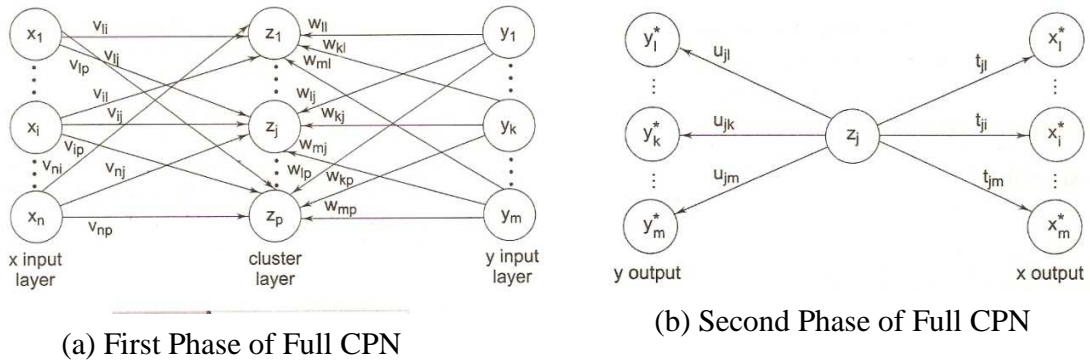 x1 vli z1 wll y1
wkl
vlj
vlp wml
wlj
vil
xi vij zj wkj yk
vip wmj
vni vnj wlp wkp
xn zp wmp ym
vnp
x input
layer
cluster
layer
y input
layer
(a) First Phase of Full CPN
y*l x*l
ujl tjl
y*k ujk zj tji x*i
ujm tjm
y*m x*m
y output
x output
(b) Second Phase of Full CPN